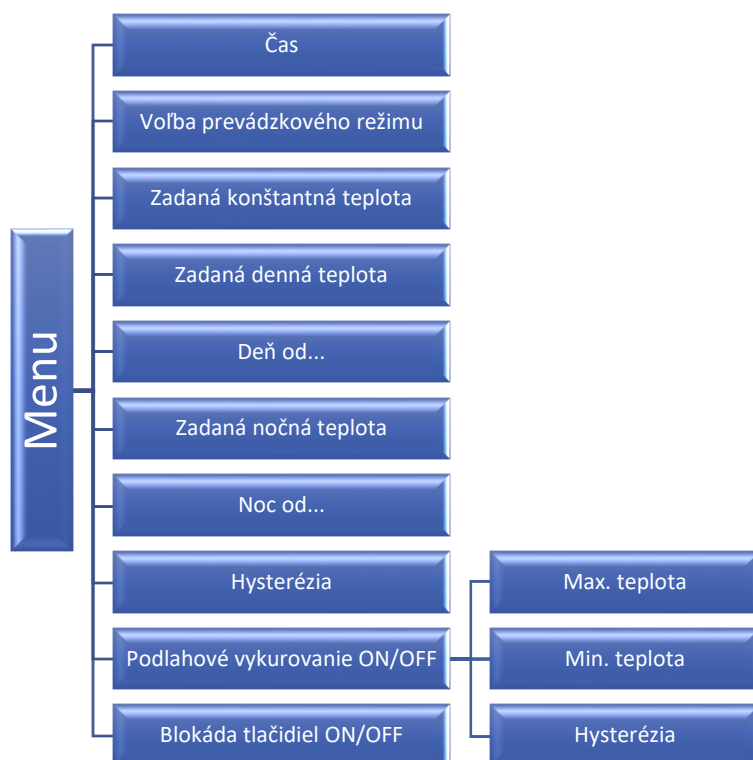 Menu
Čas
Voľba prevádzkového režimu
Zadaná konštantná teplota
Zadaná denná teplota
Deň od...
Zadaná nočná teplota
Noc od...
Hysterézia
Podlahové vykurovanie ON/OFF
Max. teplota
Min. teplota
Hysterézia
Blokáda tlačidiel ON/OFF